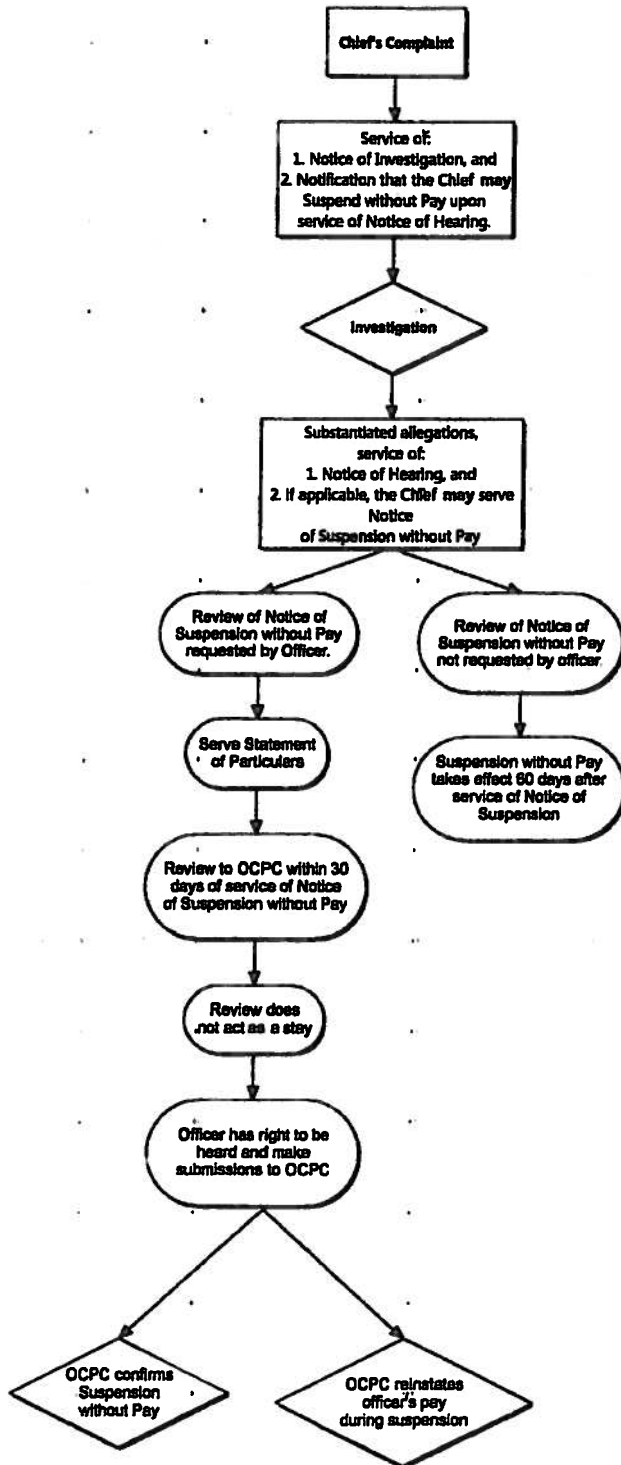 Chief's Complaint
Service of:
1. Notice of Investigation, and
2. Notification that the Chief may
Suspend without Pay upon
service of Notice of Hearing.
Investigation
Substantiated allegations,
service of:
1. Notice of Hearing, and
2. If applicable, the Chief may serve
Notice
of Suspension without Pay
Review of Notice of
Suspension without Pay
requested by Officer.
Review of Notice of
Suspension without Pay
not requested by officer
Serve Statement
of Particulars
Suspension without Pay
takes effect 60 days after
service of Notice of
Suspension
Review to OCPC within 30
days of service of Notice
of Suspension without Pay
Review does
not act as a stay
Officer has right to be
heard and make
submissions to OCPC
OCPC confirms
Suspension
without Pay
OCPC reinstates
officer's pay
during suspension